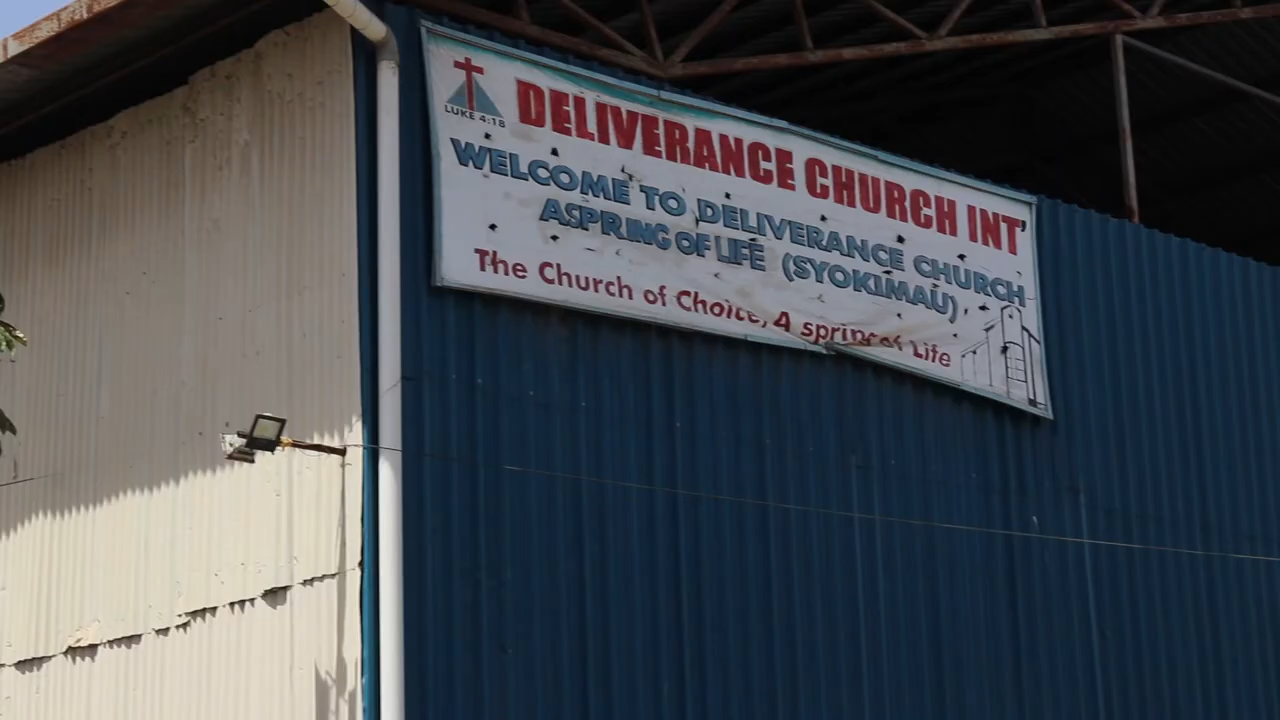 LUKE 4:18
DELIVERANCE CHURCH INT'
WELCOME TO DELIVERANCE CHURCH
A SPRING OF LIFE (SYOKIMAU)
The Church of Choice, A spring of Life